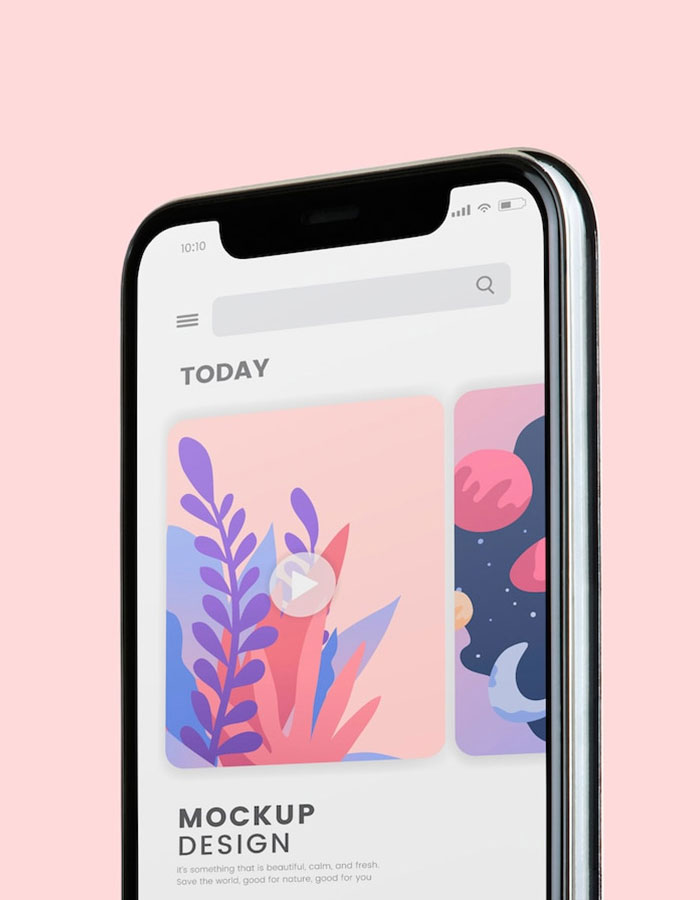 10:10
TODAY
MOCKUP
DESIGN
it's something that is beautiful, calm, and fresh.
Save the world, good for nature, good for you